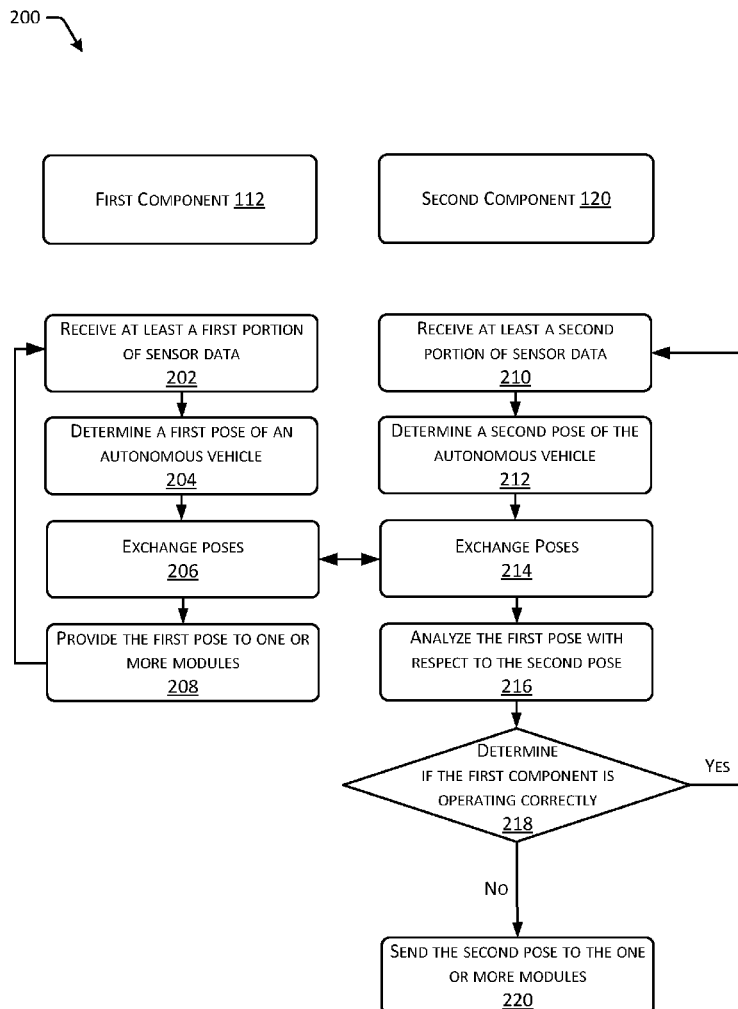 200
FIRST COMPONENT 112
SECOND COMPONENT 120
RECEIVE AT LEAST A FIRST PORTION
OF SENSOR DATA
202
DETERMINE A FIRST POSE OF AN
AUTONOMOUS VEHICLE
204
EXCHANGE POSES
206
PROVIDE THE FIRST POSE TO ONE OR
MORE MODULES
208
RECEIVE AT LEAST A SECOND
PORTION OF SENSOR DATA
210
DETERMINE A SECOND POSE OF THE
AUTONOMOUS VEHICLE
212
EXCHANGE POSES
214
ANALYZE THE FIRST POSE WITH
RESPECT TO THE SECOND POSE
216
DETERMINE
IF THE FIRST COMPONENT IS
OPERATING CORRECTLY
218
YES
NO
SEND THE SECOND POSE TO THE ONE
OR MORE MODULES
220